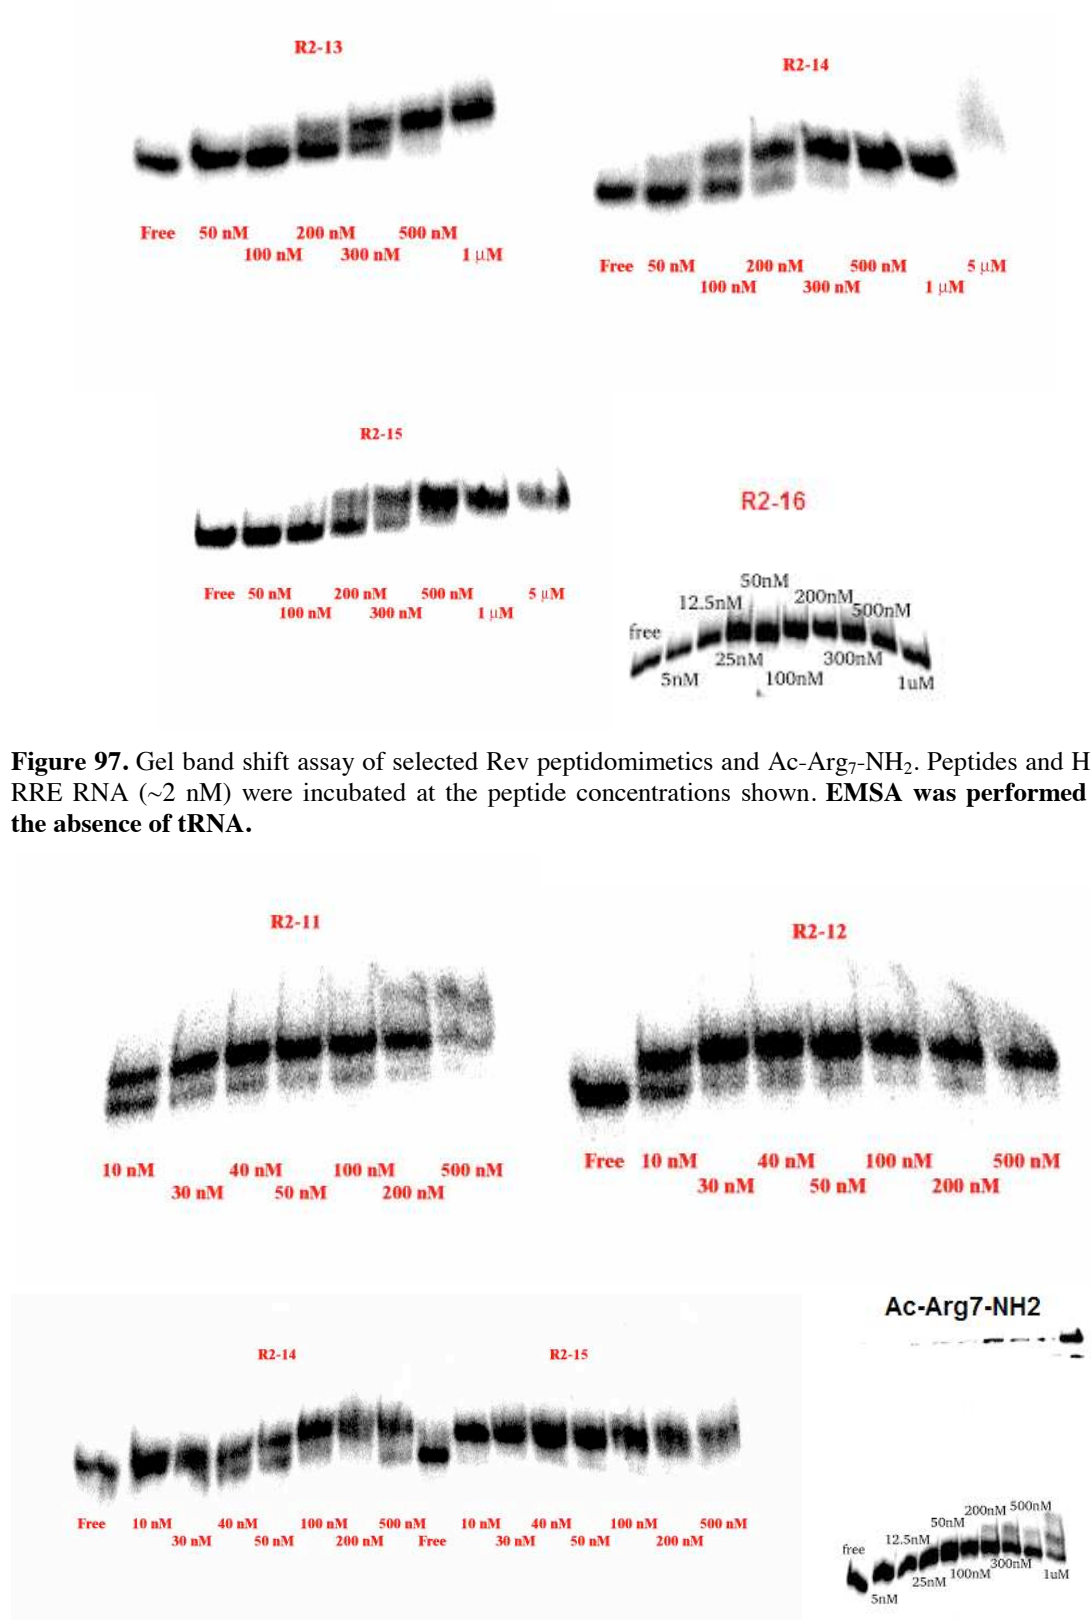 R2-13
R2-14
Free 50 nM 200 nM 500 nM
100 nM 300 nM 1 μM
Free 50 nM 200 nM 500 nM 5 μM
100 nM 300 nM 1 μM
R2-15
R2-16
Free 50 nM 200 nM 500 nM 5 μM
100 nM 300 nM 1 μM
50nM
12.5nM 200nM 500nM
free
25nM 300nM
5nM 100nM 1uM
Figure 97. Gel band shift assay of selected Rev peptidomimetics and Ac-Arg7-NH2. Peptides and H
RRE RNA (~2 nM) were incubated at the peptide concentrations shown. EMSA was performed
the absence of tRNA.
R2-11
R2-12
10 nM 40 nM 100 nM 500 nM
30 nM 50 nM 200 nM
Free 10 nM 40 nM 100 nM 500 nM
30 nM 50 nM 200 nM
Ac-Arg7-NH2
R2-14 R2-15
Free 10 nM 40 nM 100 nM 500 nM 10 nM 40 nM 100 nM 500 nM
30 nM 50 nM 200 nM Free 30 nM 50 nM 200 nM
200nM 500nM
50nM
12.5nM
free
300nM
100nM 1uM
25nM
5nM